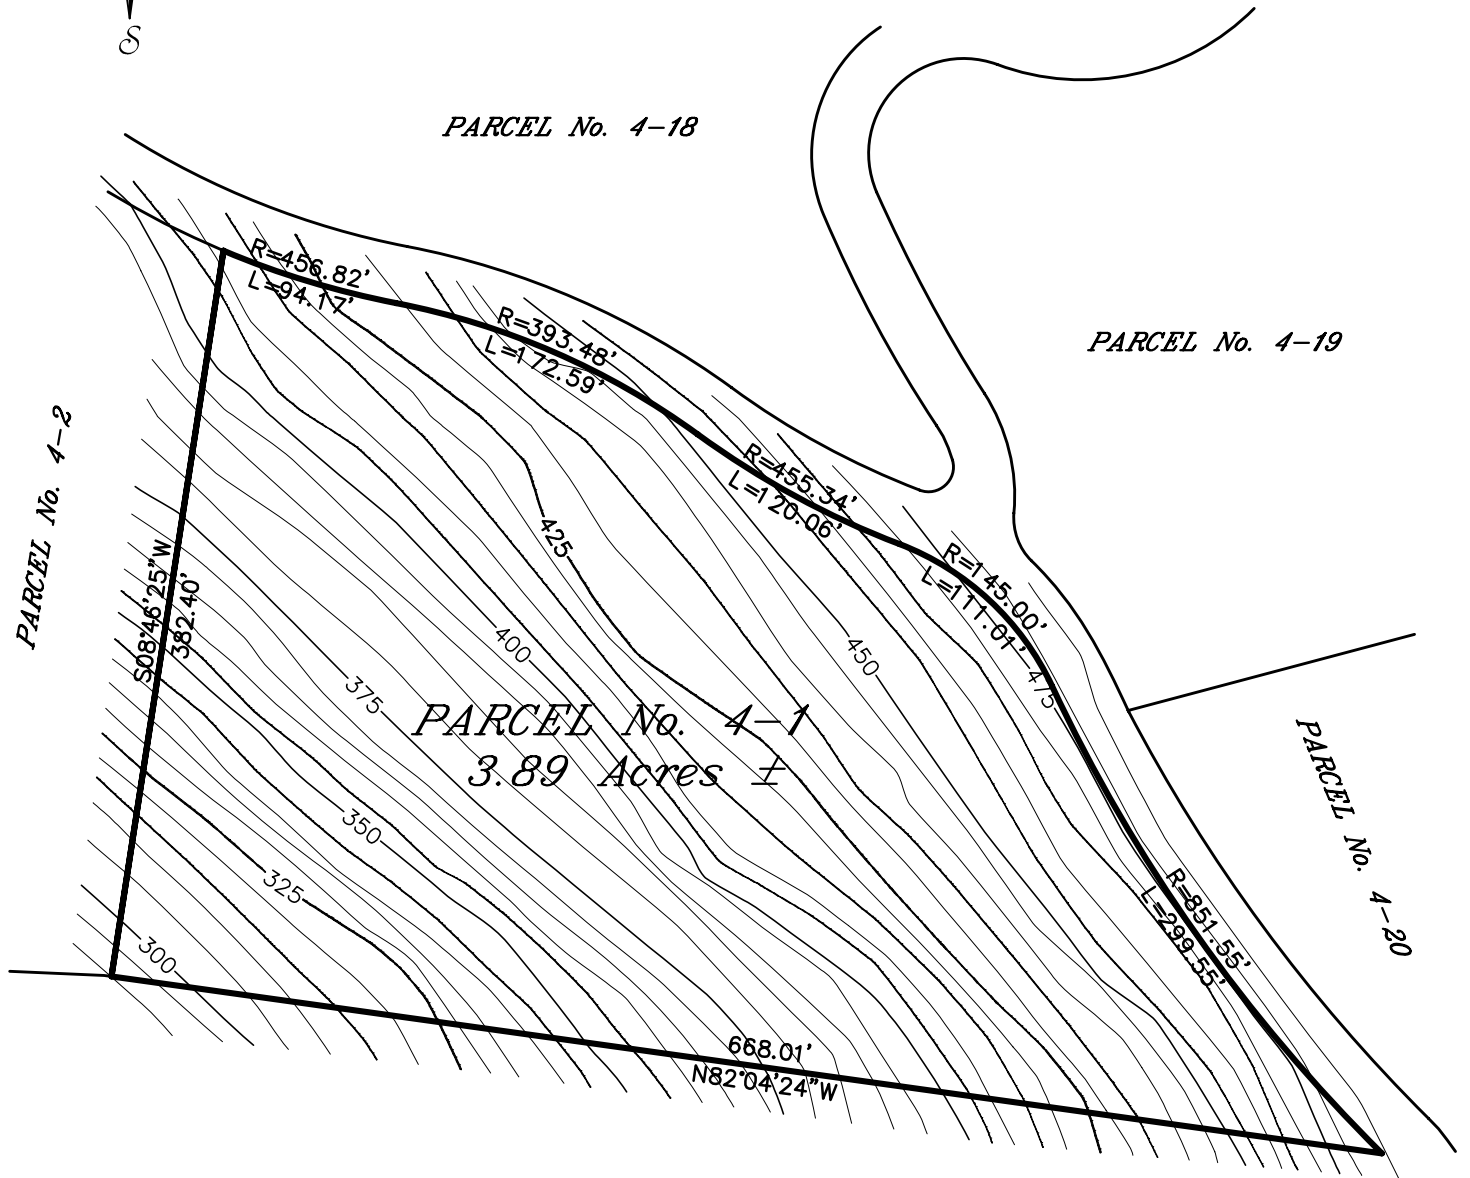 S
PARCEL No. 4-18
R=456.82'
L=94.17'
R=393.48'
L=172.59'
PARCEL No. 4-19
PARCEL No. 4-2
R=455.34'
L=120.06'
425
R=145.00'
L=111.01'
S08°46'25"W
382.40'
400
450
475
375
PARCEL No. 4-1
3.89 Acres ±
PARCEL No. 4-20
350
325
R=851.55'
L=299.55'
300
668.01'
N82°04'24"W